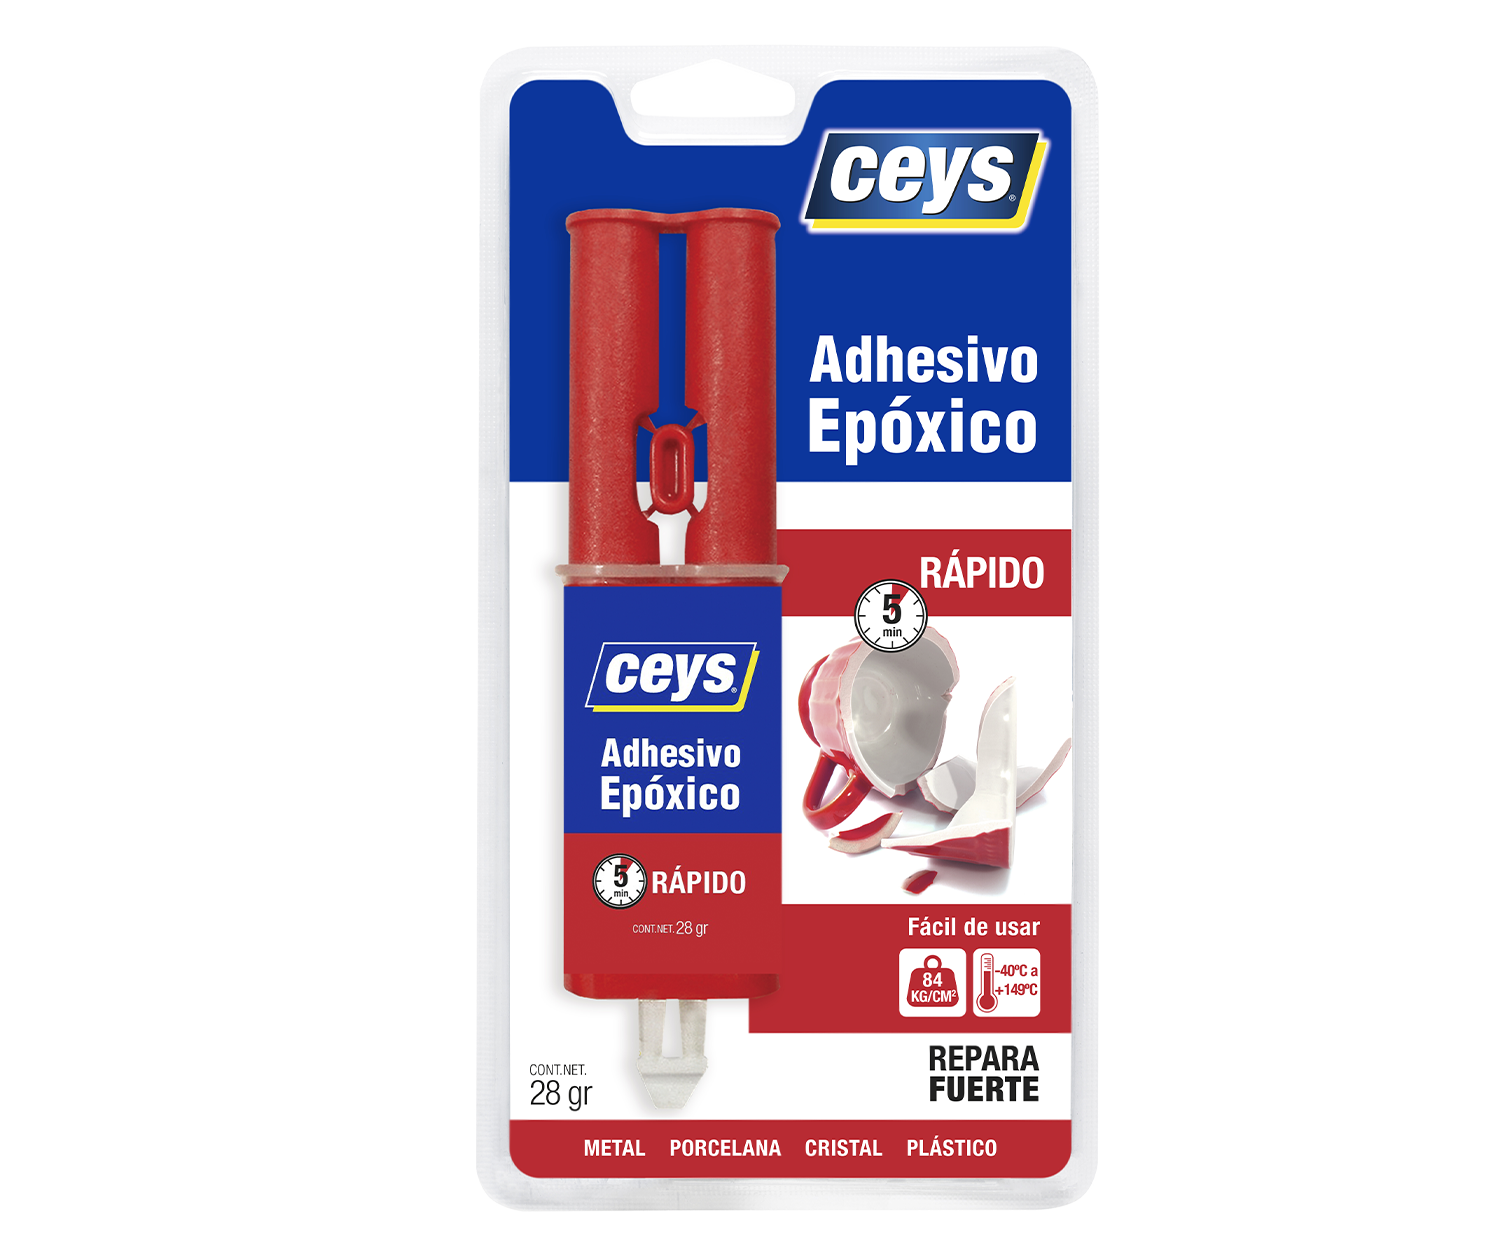 ceys®
Adhesivo
Epóxico
RÁPIDO
5
min
ceys®
Adhesivo
Epóxico
5
min
RÁPIDO
CONT.NET. 28 gr
Fácil de usar
84
KG/CM²
-40ºC a
+149ºC
REPARA
FUERTE
CONT.NET.
28 gr
METAL PORCELANA CRISTAL PLÁSTICO